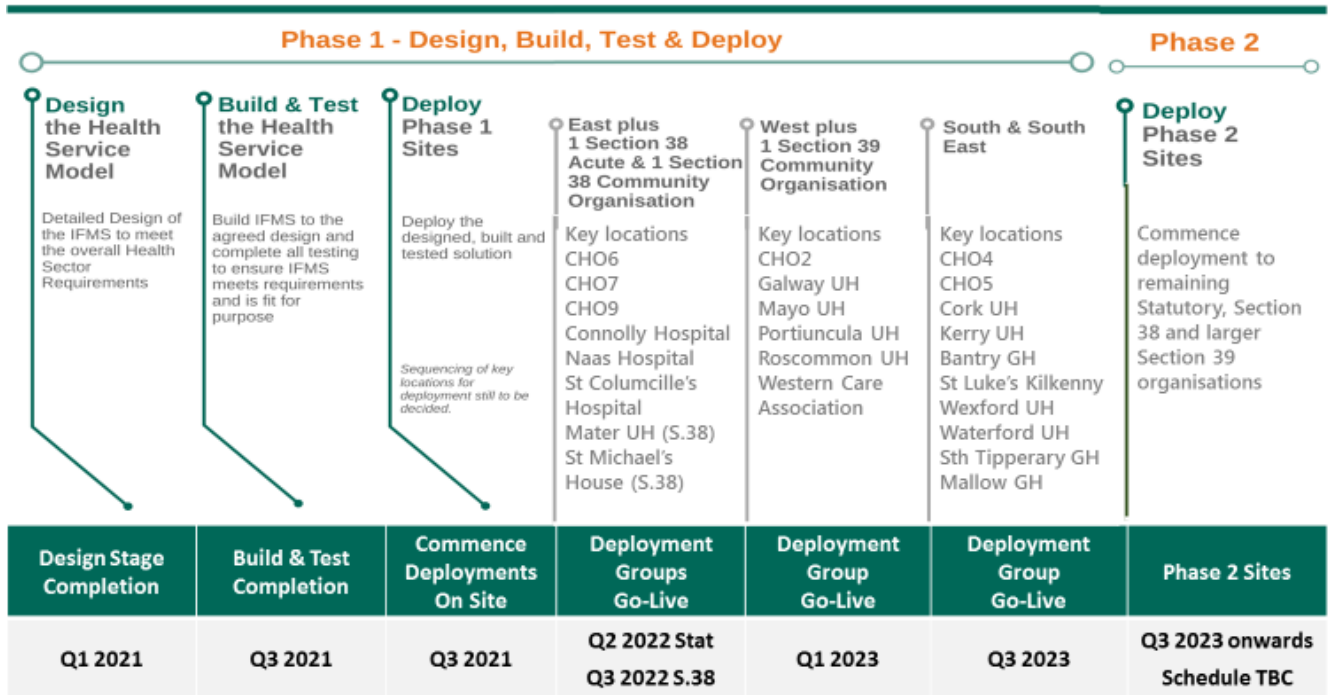 Phase 1 - Design, Build, Test & Deploy
Phase 2
Design
the Health
Service
Model
Detailed Design of
the IFMS to meet
the overall Health
Sector
Requirements
Build & Test
the Health
Service
Model
Build IFMS to the
agreed design and
complete all testing
to ensure IFMS
meets requirements
and is fit for
purpose
Deploy
Phase 1
Sites
Deploy the
designed, built and
tested solution
Sequencing of key
locations for
deployment still to be
decided.
East plus
1 Section 38
Acute & 1 Section
38 Community
Organisation
Key locations
CHO6
CHO7
CHO9
Connolly Hospital
Naas Hospital
St Columcille's
Hospital
Mater UH (S.38)
St Michael's
House (S.38)
West plus
1 Section 39
Community
Organisation
Key locations
CHO2
Galway UH
Mayo UH
Portiuncula UH
Roscommon UH
Western Care
Association
South & South
East
Key locations
CHO4
CHO5
Cork UH
Kerry UH
Bantry GH
St Luke's Kilkenny
Wexford UH
Waterford UH
Sth Tipperary GH
Mallow GH
Deploy
Phase 2
Sites
Commence
deployment to
remaining
Statutory, Section
38 and larger
Section 39
organisations
Design Stage
Completion
Build & Test
Completion
Commence
Deployments
On Site
Deployment
Groups
Go-Live
Deployment
Group
Go-Live
Deployment
Group
Go-Live
Phase 2 Sites
Q1 2021
Q3 2021
Q3 2021
Q2 2022 Stat
Q3 2022 S.38
Q1 2023
Q3 2023
Q3 2023 onwards
Schedule TBC